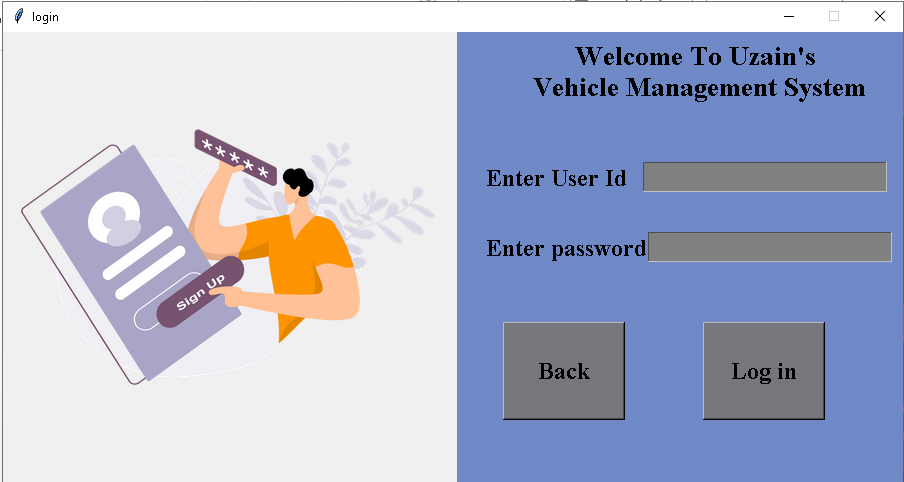 login
Welcome To Uzain's
Vehicle Management System
*****
Enter User Id
Enter password
Sign Up
Back
Log in